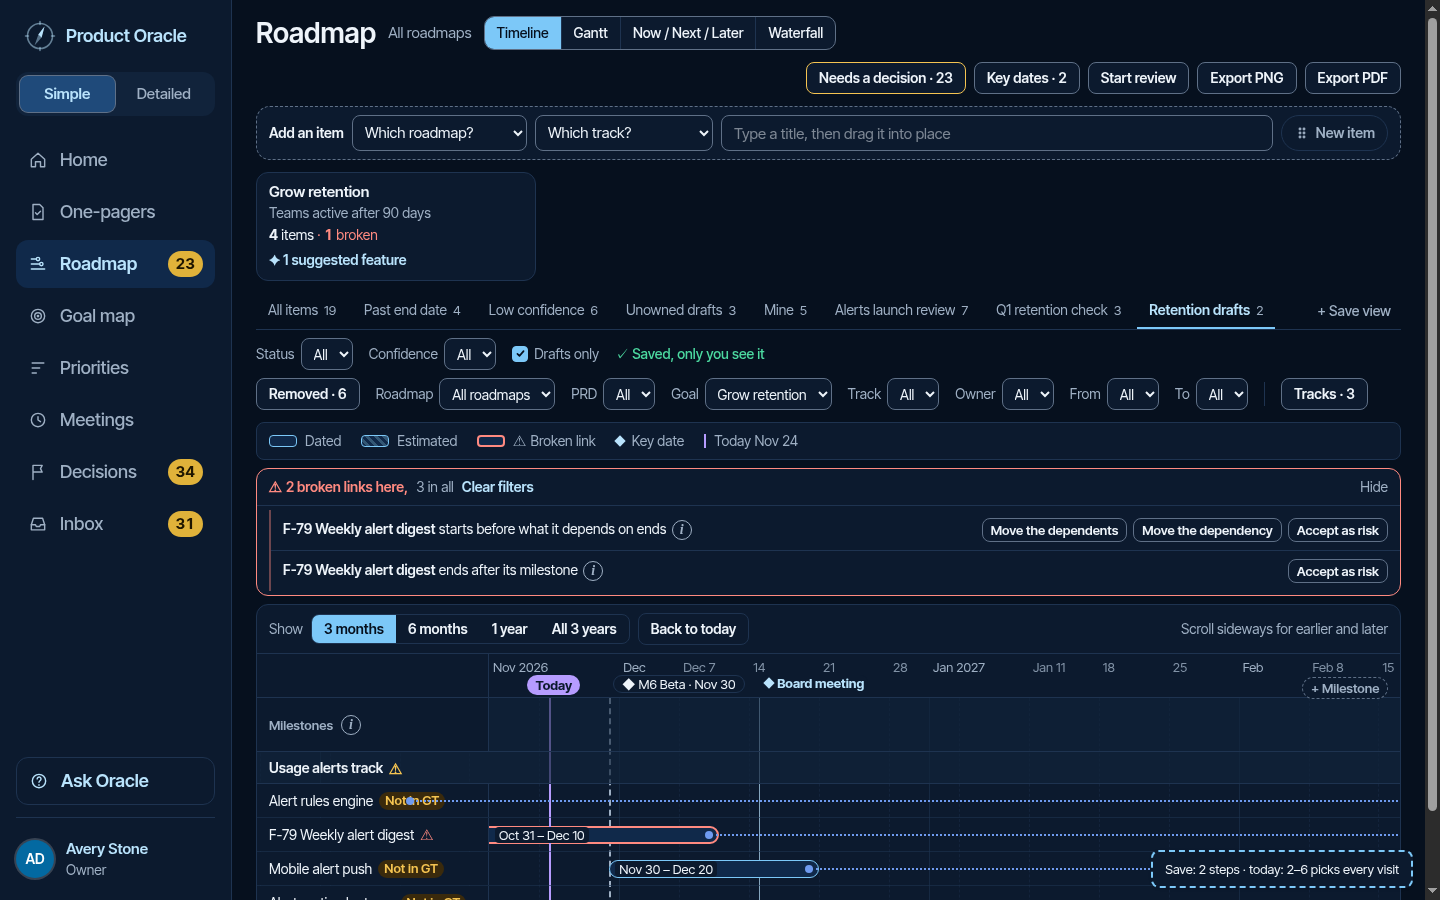 Product Oracle
Simple
Detailed
Home
One-pagers
Roadmap 23
Goal map
Priorities
Meetings
Decisions 34
Inbox 31
Ask Oracle
AD
Avery Stone
Owner
Roadmap All roadmaps Timeline Gantt Now / Next / Later Waterfall
Needs a decision · 23 Key dates · 2 Start review Export PNG Export PDF
Add an item Which roadmap? Which track? Type a title, then drag it into place New item
Grow retention
Teams active after 90 days
4 items · 1 broken
✦ 1 suggested feature
All items 19 Past end date 4 Low confidence 6 Unowned drafts 3 Mine 5 Alerts launch review 7 Q1 retention check 3 Retention drafts 2 + Save view
Status All Confidence All Drafts only ✓ Saved, only you see it
Removed · 6 Roadmap All roadmaps PRD All Goal Grow retention Track All Owner All From All To All Tracks · 3
Dated Estimated ⚠ Broken link ◆ Key date Today Nov 24
⚠ 2 broken links here, 3 in all Clear filters Hide
F-79 Weekly alert digest starts before what it depends on ends i Move the dependents Move the dependency Accept as risk
F-79 Weekly alert digest ends after its milestone i Accept as risk
Show 3 months 6 months 1 year All 3 years Back to today Scroll sideways for earlier and later
Nov 2026 Dec Dec 7 14 21 28 Jan 2027 Jan 11 18 25 Feb Feb 8 15
Today ◆ M6 Beta · Nov 30 ◆ Board meeting + Milestone
Milestones i
Usage alerts track ⚠
Alert rules engine Not in GT
F-79 Weekly alert digest ⚠ Oct 31 – Dec 10
Mobile alert push Not in GT Nov 30 – Dec 20
Save: 2 steps · today: 2–6 picks every visit